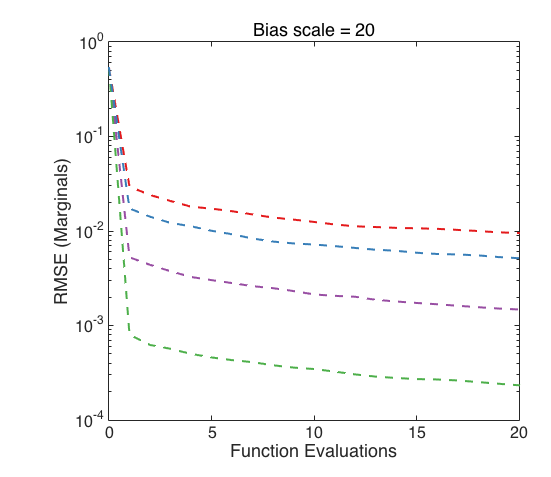 Bias scale = 20
10^0
10^-1
10^-2
10^-3
10^-4
RMSE (Marginals)
0 5 10 15 20
Function Evaluations